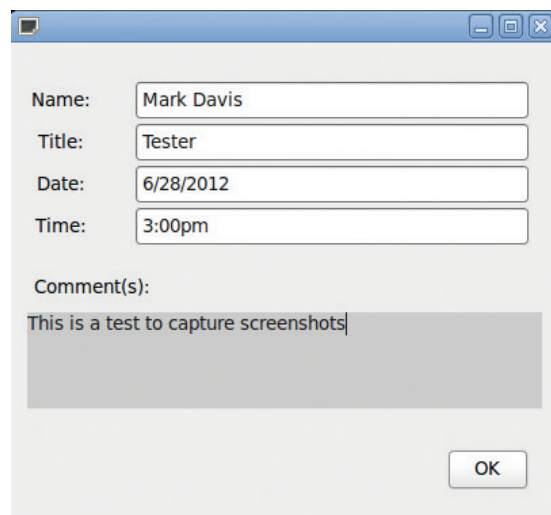 Name: Mark Davis
Title: Tester
Date: 6/28/2012
Time: 3:00pm
Comment(s):
This is a test to capture screenshots
OK